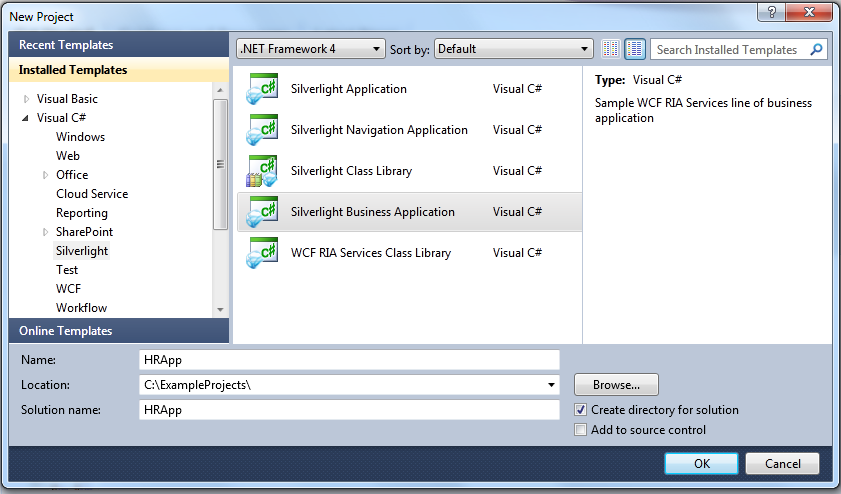 New Project
Recent Templates
Installed Templates
Visual Basic
Visual C#
Windows
Web
Office
Cloud Service
Reporting
SharePoint
Silverlight
Test
WCF
Workflow
Online Templates
.NET Framework 4
Sort by:
Default
Search Installed Templates
Silverlight Application Visual C#
Silverlight Navigation Application Visual C#
Silverlight Class Library Visual C#
Silverlight Business Application Visual C#
WCF RIA Services Class Library Visual C#
Type: Visual C#
Sample WCF RIA Services line of business
application
Name: HRApp
Location: C:\ExampleProjects\
Browse...
Solution name: HRApp
Create directory for solution
Add to source control
OK
Cancel